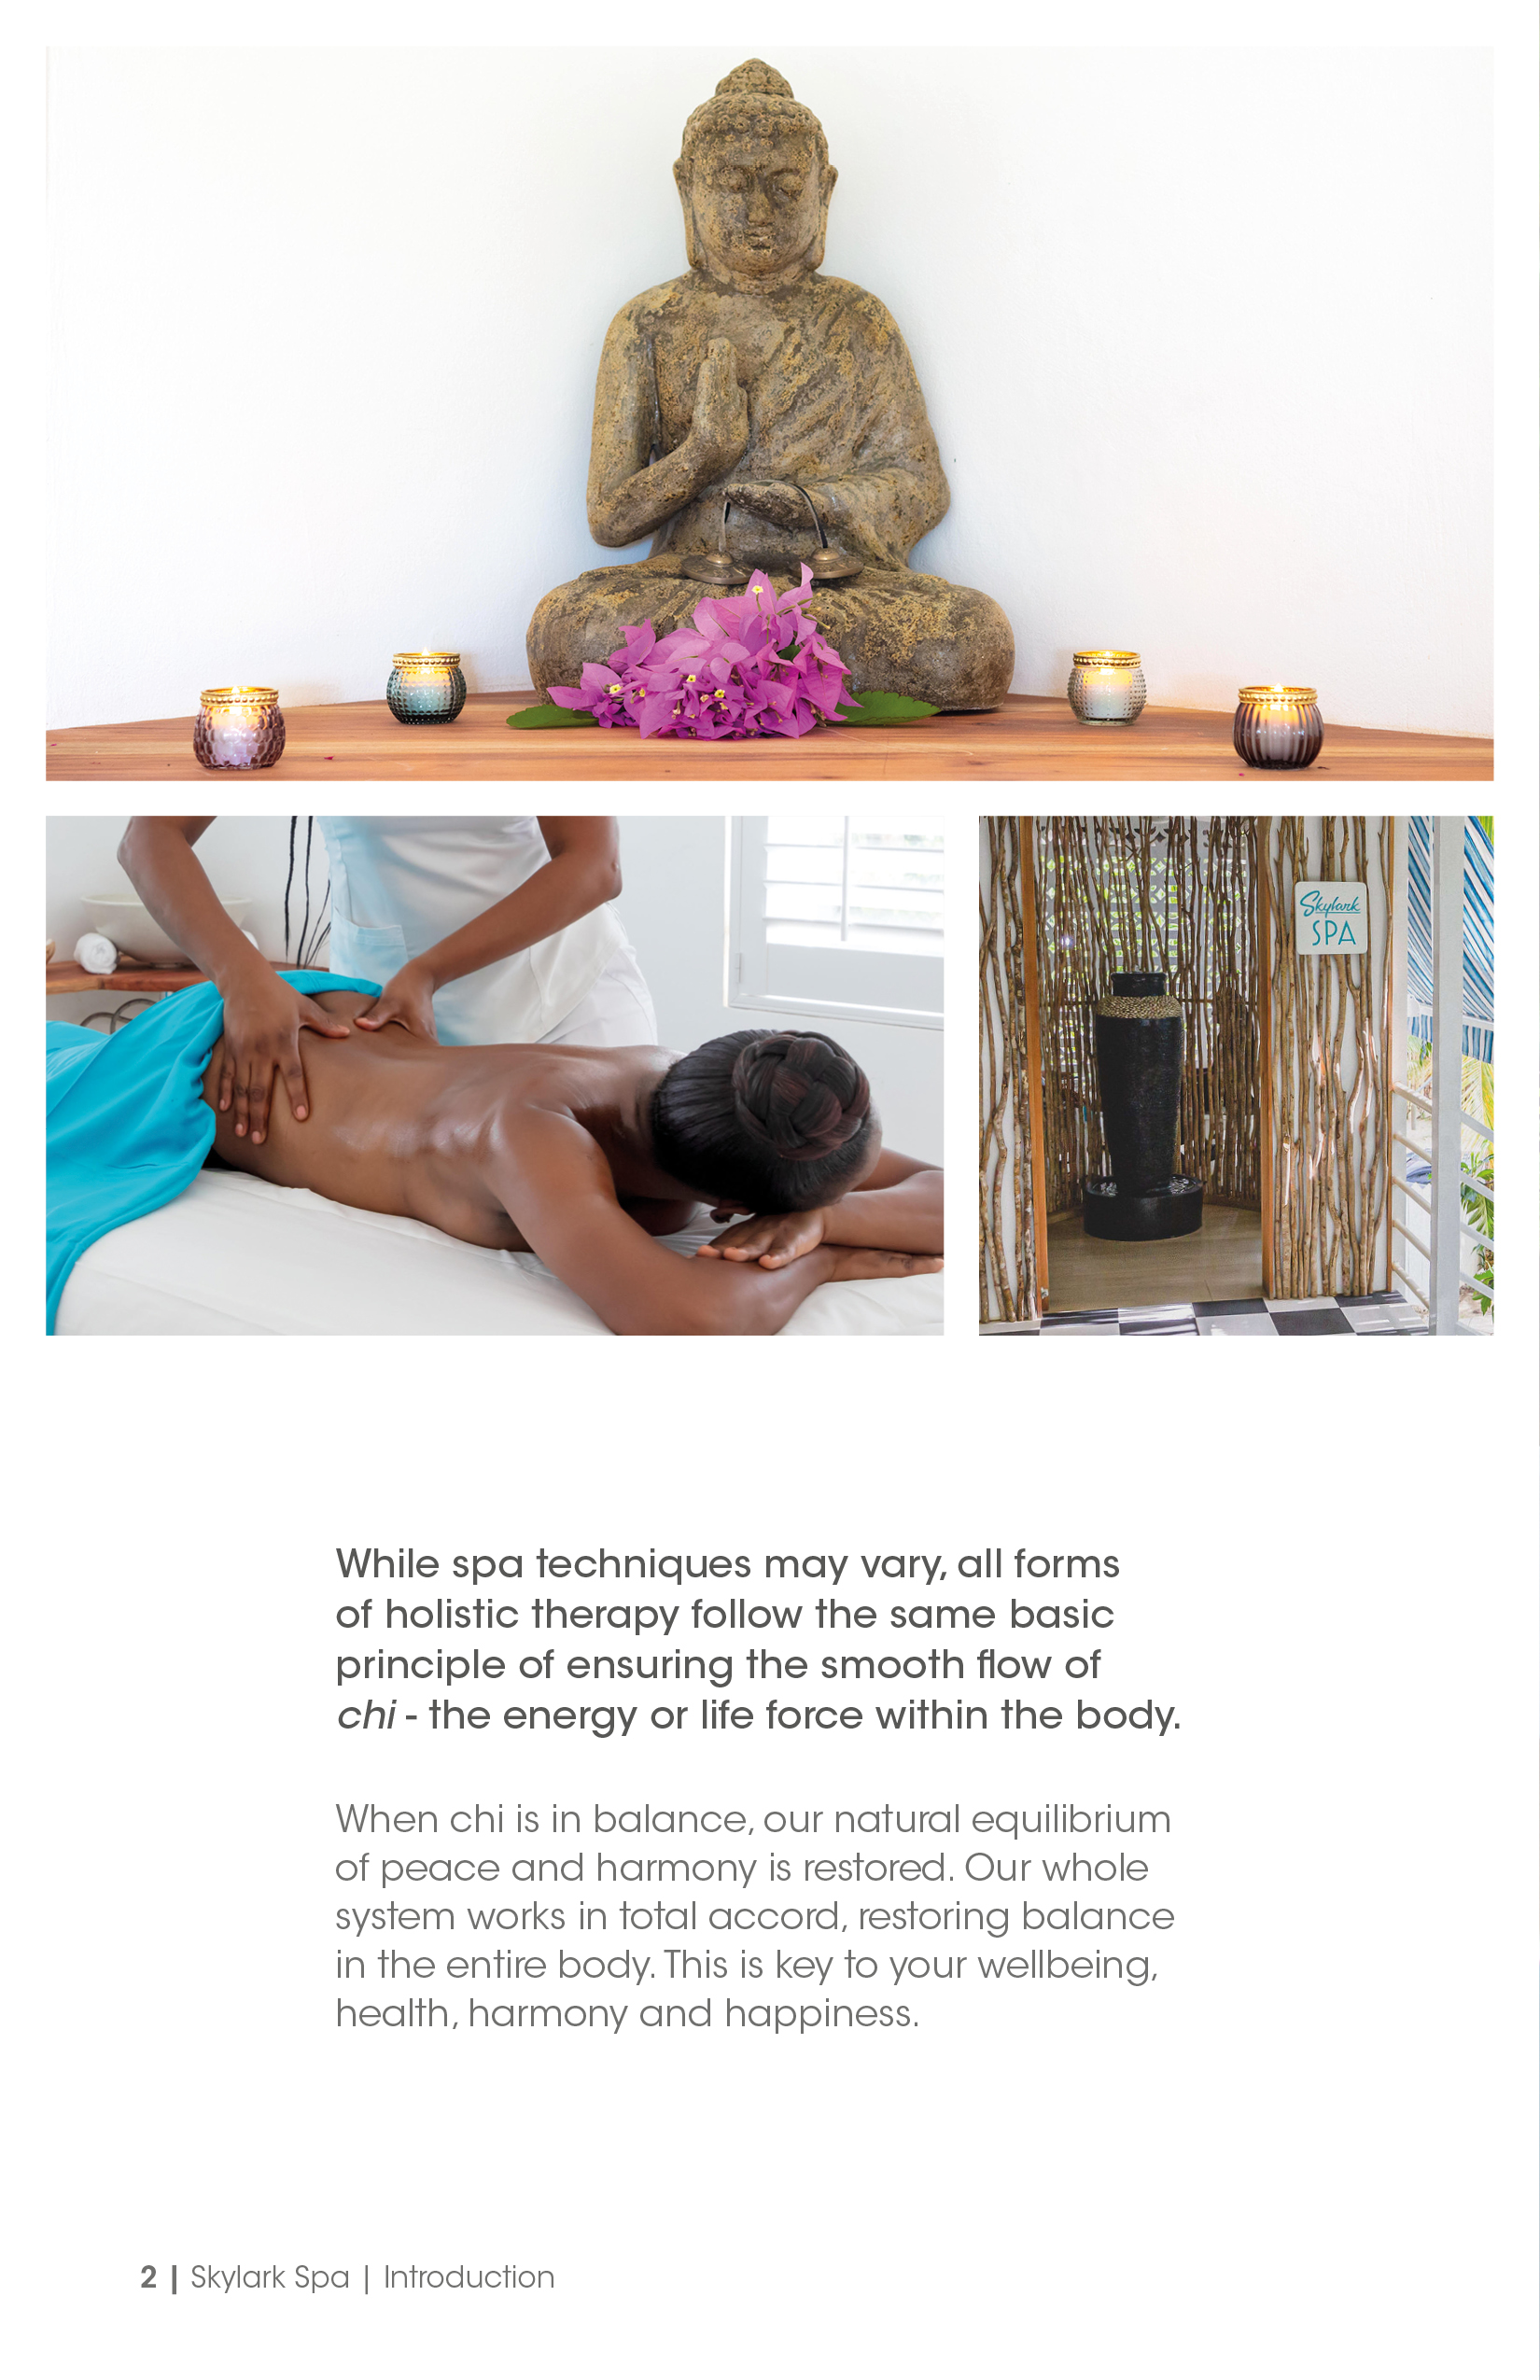 Skylark
SPA
While spa techniques may vary, all forms
of holistic therapy follow the same basic
principle of ensuring the smooth flow of
chi - the energy or life force within the body.
When chi is in balance, our natural equilibrium
of peace and harmony is restored. Our whole
system works in total accord, restoring balance
in the entire body. This is key to your wellbeing,
health, harmony and happiness.
2 | Skylark Spa | Introduction